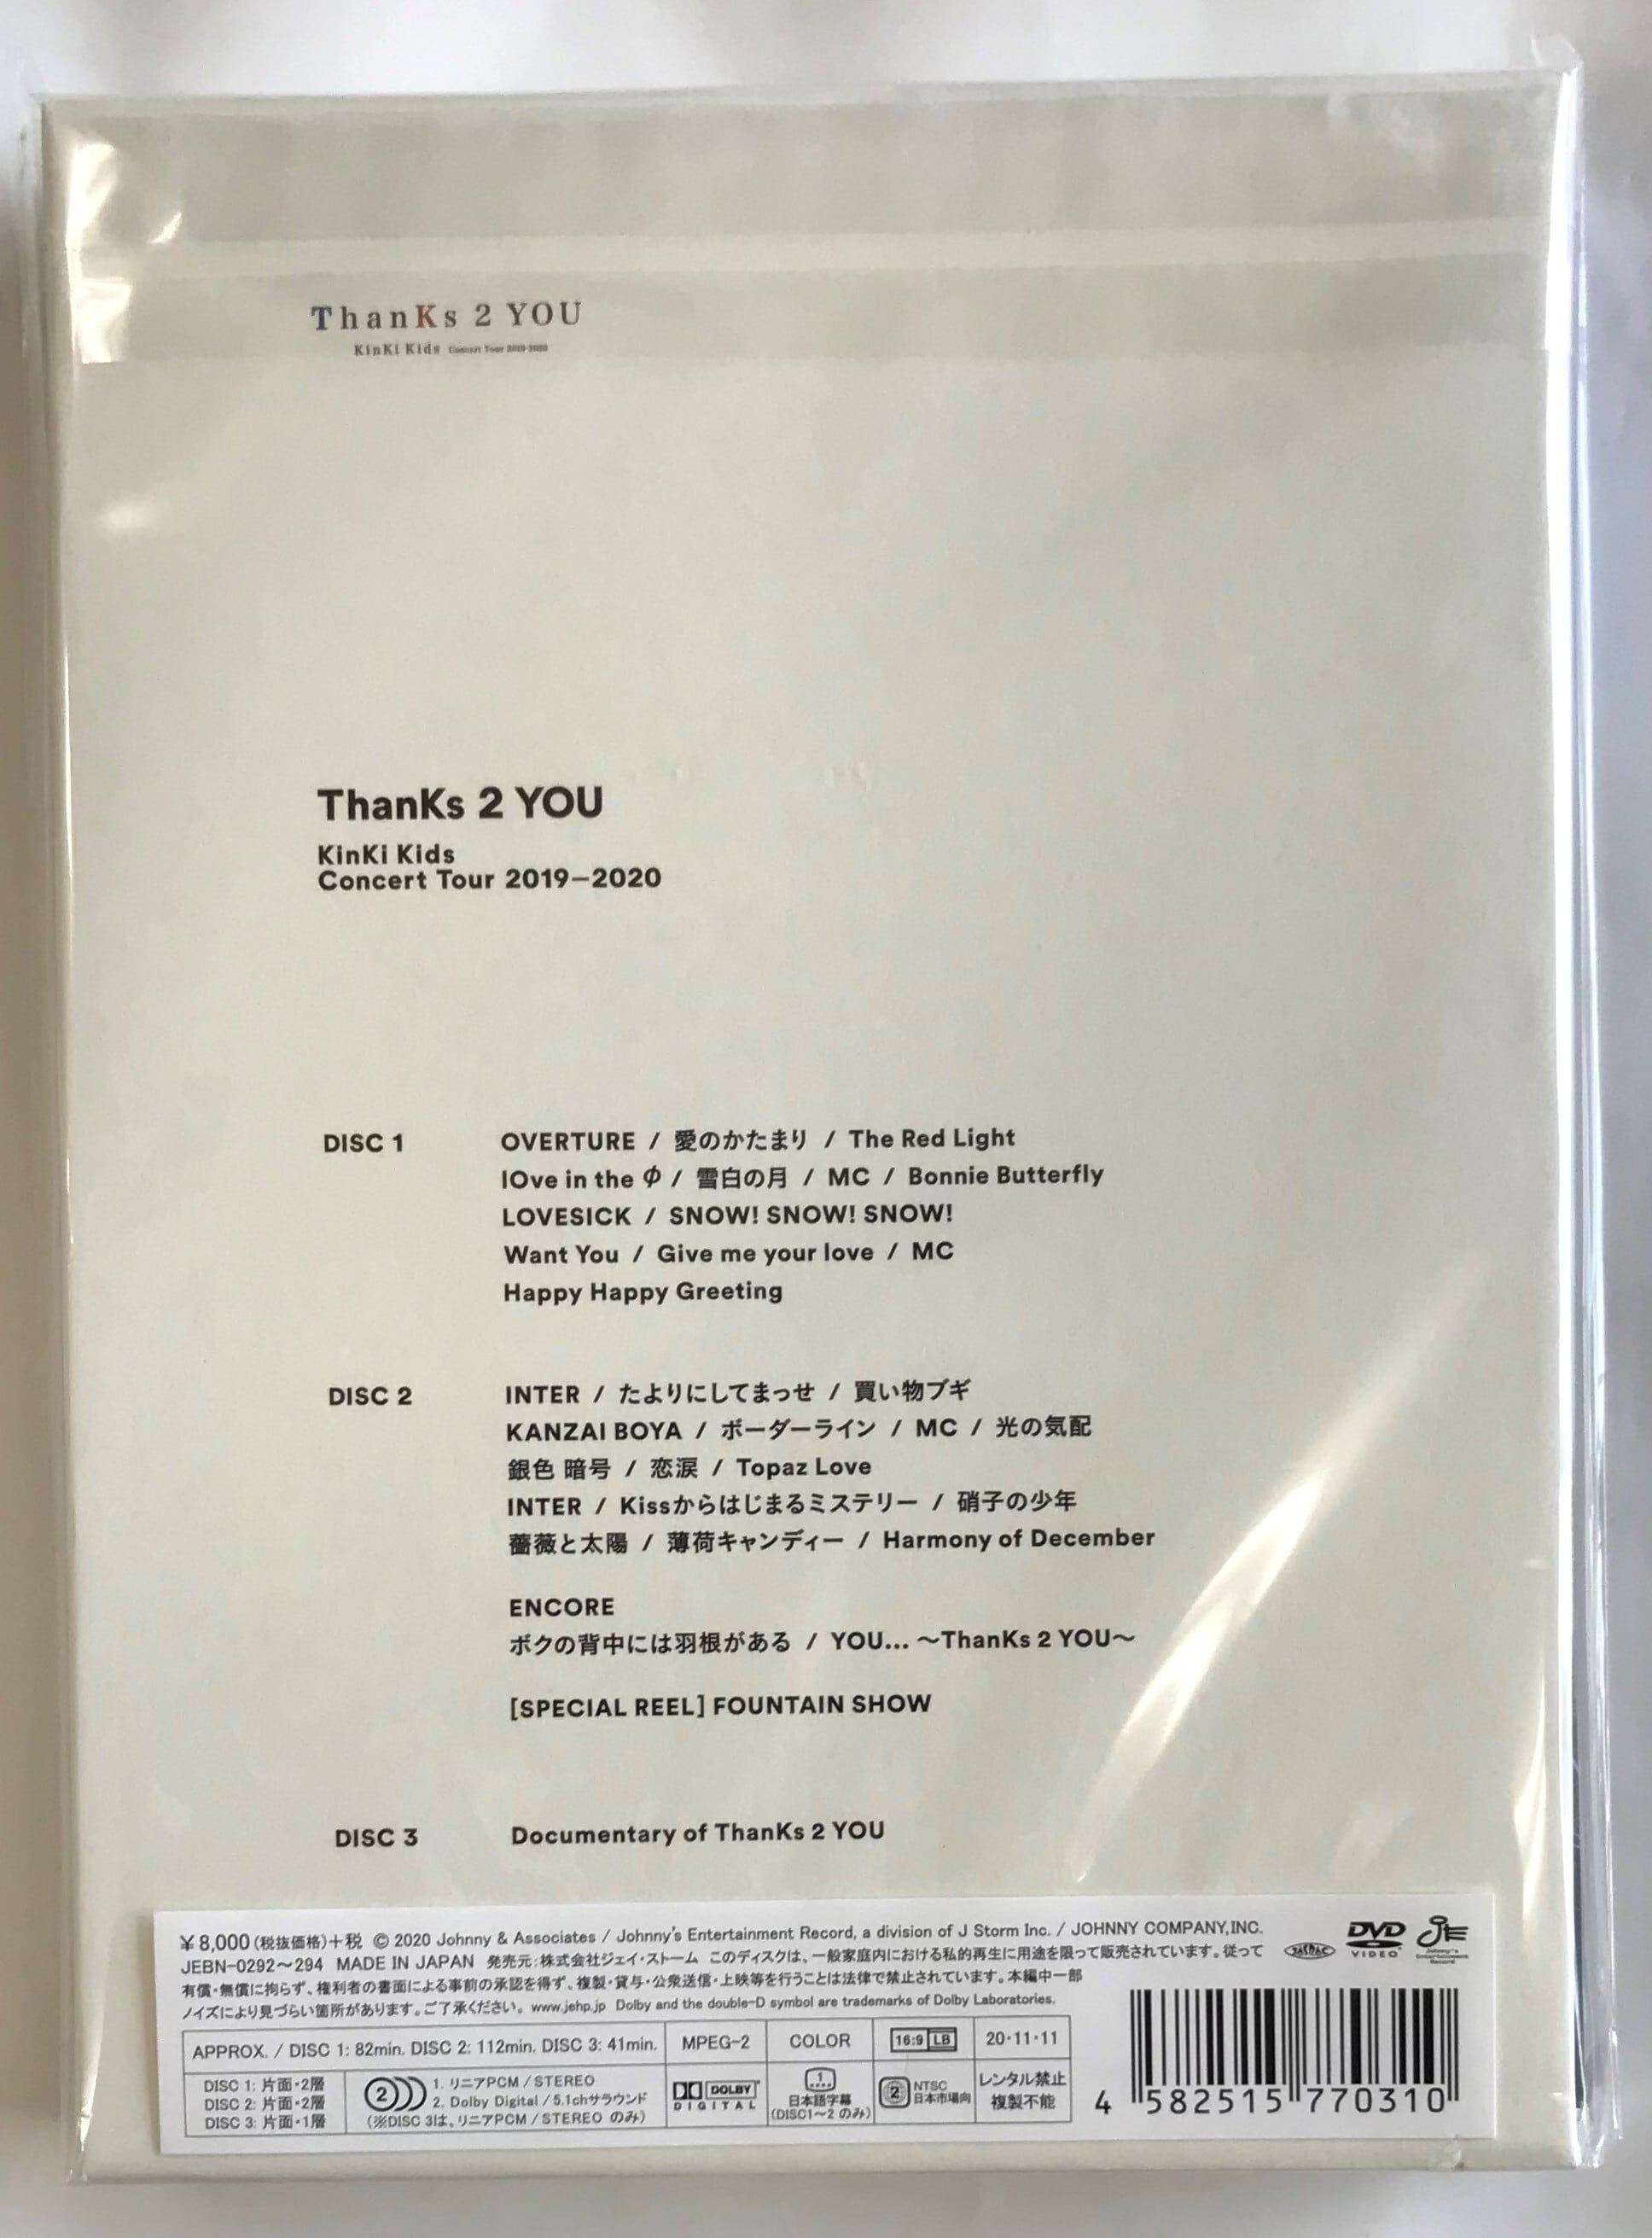 ThanKs 2 YOU
KinKi Kids Concert Tour 2019-2020
ThanKs 2 YOU
KinKi Kids
Concert Tour 2019–2020
DISC 1
OVERTURE / 愛のかたまり / The Red Light
lOve in the Φ / 雪白の月 / MC / Bonnie Butterfly
LOVESICK / SNOW! SNOW! SNOW!
Want You / Give me your love / MC
Happy Happy Greeting
DISC 2
INTER / たよりにしてまっせ / 買い物ブギ
KANZAI BOYA / ボーダーライン / MC / 光の気配
銀色 暗号 / 恋涙 / Topaz Love
INTER / Kissからはじまるミステリー / 硝子の少年
薔薇と太陽 / 薄荷キャンディー / Harmony of December
ENCORE
ボクの背中には羽根がある / YOU... ～ThanKs 2 YOU～
[SPECIAL REEL] FOUNTAIN SHOW
DISC 3
Documentary of ThanKs 2 YOU
￥8,000(税抜価格)+税 © 2020 Johnny & Associates / Johnny's Entertainment Record, a division of J Storm Inc. / JOHNNY COMPANY,INC.
JEBN-0292～294 MADE IN JAPAN 発売元：株式会社ジェイ・ストーム このディスクは、一般家庭内における私的再生に用途を限って販売されています。従って
有償・無償に拘らず、権利者の書面による事前の承認を得ず、複製・貸与・公衆送信・上映等を行うことは法律で禁止されています。本編中一部
ノイズにより見づらい箇所があります。ご了承ください。 www.jehp.jp Dolby and the double-D symbol are trademarks of Dolby Laboratories.
JASRAC
DVD
VIDEO
JE
Johnny's
Entertainment
Record
APPROX. / DISC 1: 82min. DISC 2: 112min. DISC 3: 41min.
MPEG-2
COLOR
16:9 LB
20・11・11
DISC 1: 片面・2層
DISC 2: 片面・2層
DISC 3: 片面・1層
2
1. リニアPCM / STEREO
2. Dolby Digital / 5.1chサラウンド
(※DISC 3は、リニアPCM / STEREO のみ)
DOLBY
DIGITAL
1
日本語字幕
(DISC1～2 のみ)
2
NTSC
日本市場向
レンタル禁止
複製不能
4 582515 770310